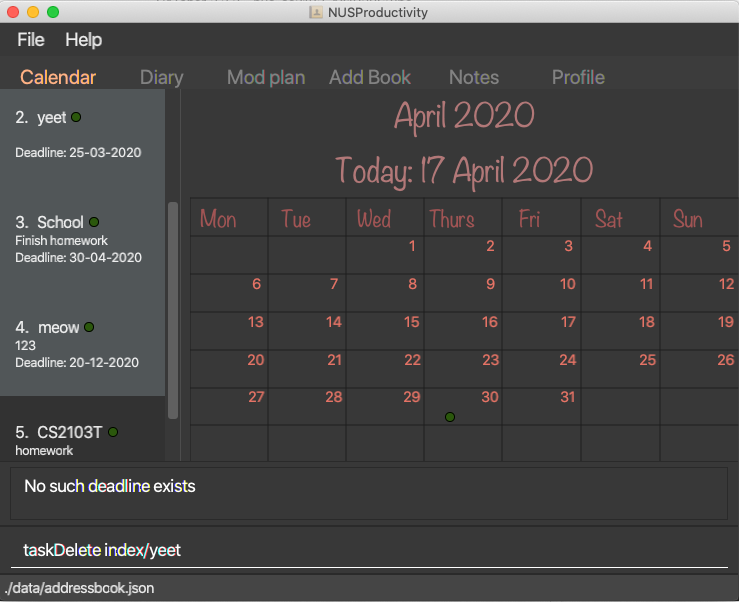 NUSProductivity
File Help
Calendar Diary Mod plan Add Book Notes Profile
2. yeet
Deadline: 25-03-2020
3. School
Finish homework
Deadline: 30-04-2020
4. meow
123
Deadline: 20-12-2020
5. CS2103T
homework
April 2020
Today: 17 April 2020
Mon Tue Wed Thurs Fri Sat Sun
1 2 3 4 5
6 7 8 9 10 11 12
13 14 15 16 17 18 19
20 21 22 23 24 25 26
27 28 29 30 31
No such deadline exists
taskDelete index/yeet
./data/addressbook.json